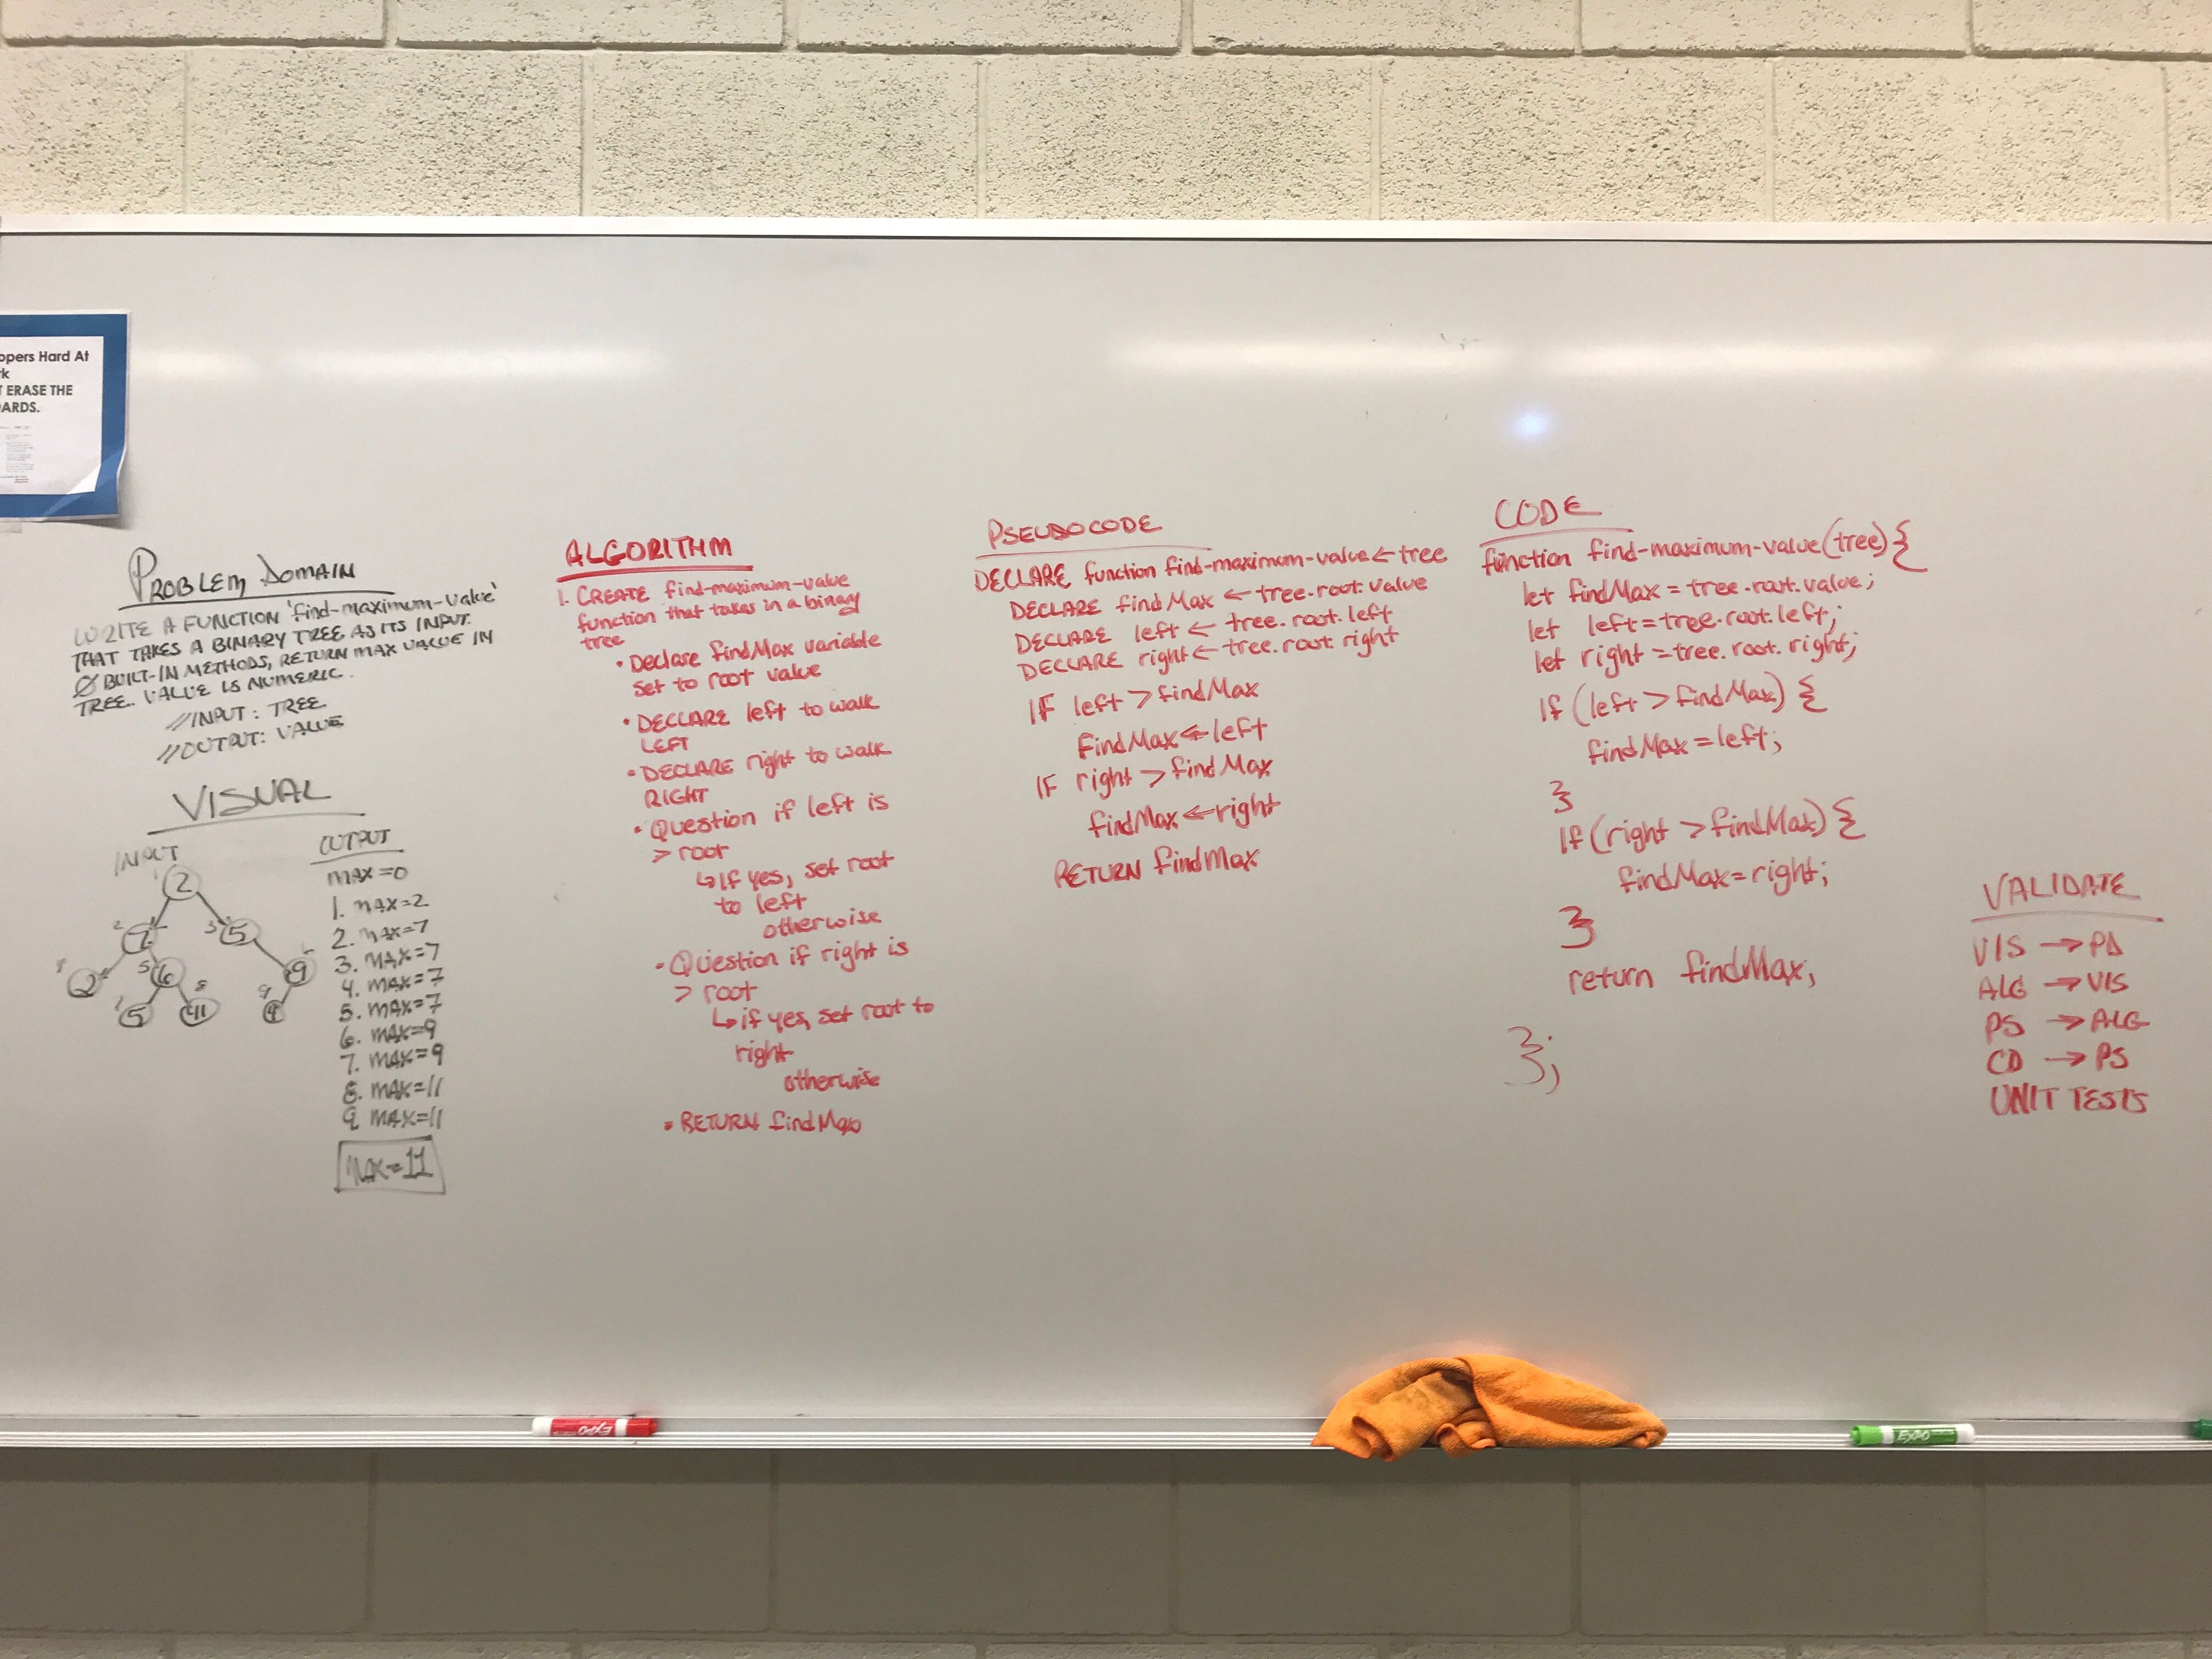 opers Hard At
rk
T ERASE THE
ARDS.
PROBLEM DOMAIN
WRITE A FUNCTION 'find-maximum-value'
THAT TAKES A BINARY TREE AS ITS INPUT.
Ø BUILT-IN METHODS, RETURN MAX VALUE IN
TREE. VALUE IS NUMERIC.
//INPUT: TREE
//OUTPUT: VALUE
VISUAL
INPUT
2
7 5
2 6 9
5 11 4
OUTPUT
MAX=0
1. MAX=2
2. MAX=7
3. MAX=7
4. MAX=7
5. MAX=7
6. MAX=9
7. MAX=9
8. MAX=11
9. MAX=11
MAX=11
ALGORITHM
1. CREATE find-maximum-value
function that takes in a binary
tree
• Declare findMax variable
set to root value
• DECLARE left to walk
LEFT
• DECLARE right to walk
RIGHT
• Question if left is
> root
↳ If yes, set root
to left
otherwise
• Question if right is
> root
↳ if yes, set root to
right
otherwise
• RETURN findMax
PSEUDOCODE
DECLARE function find-maximum-value ← tree
DECLARE findMax ← tree.root.value
DECLARE left ← tree.root.left
DECLARE right ← tree.root.right
IF left > findMax
findMax ← left
IF right > findMax
findMax ← right
RETURN findMax
CODE
function find-maximum-value(tree){
let findMax = tree.root.value;
let left = tree.root.left;
let right = tree.root.right;
If (left > findMax) {
findMax = left;
}
If (right > findMax) {
findMax = right;
}
return findMax;
};
VALIDATE
VIS → PD
ALG → VIS
PS → ALG
CD → PS
UNIT TESTS
EXPO
EXPO